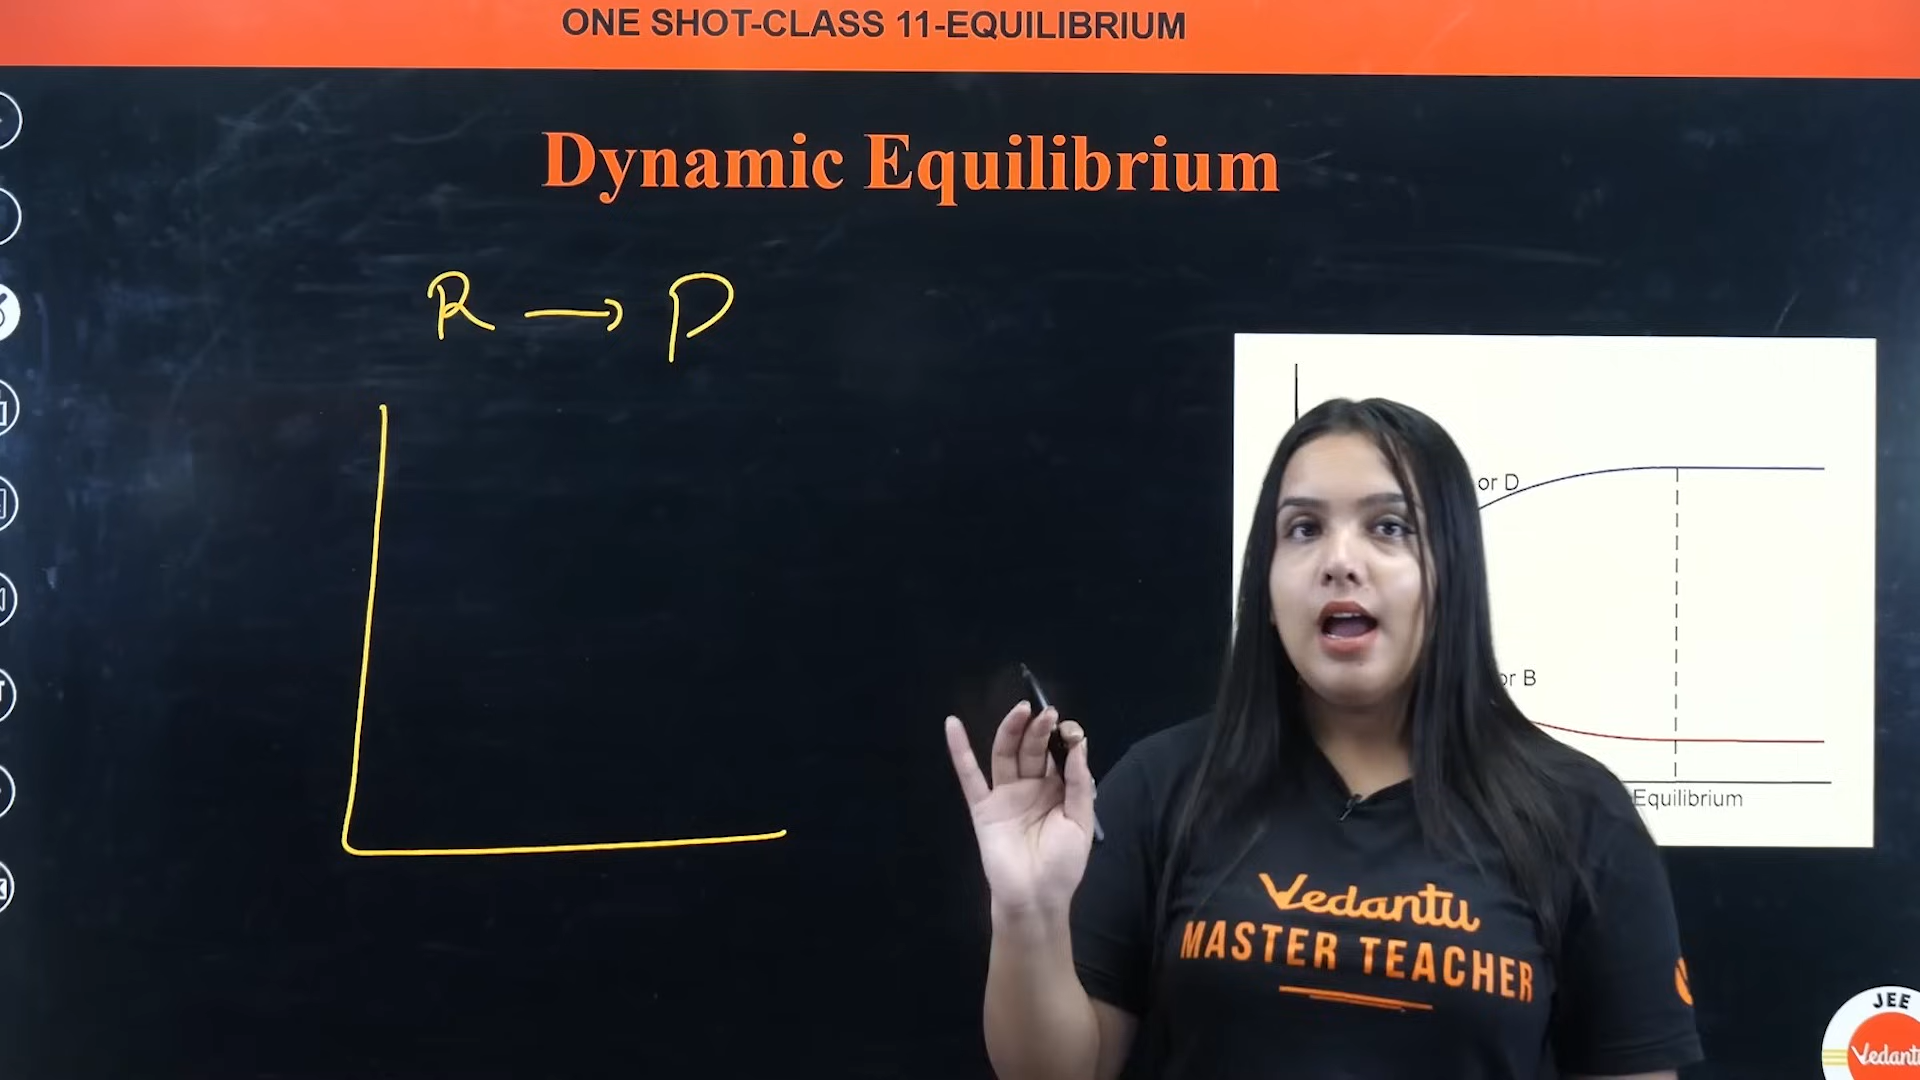 ONE SHOT-CLASS 11-EQUILIBRIUM
Dynamic Equilibrium
R → P
or D
or B
Equilibrium
Vedantu
MASTER TEACHER
JEE
Vedantu